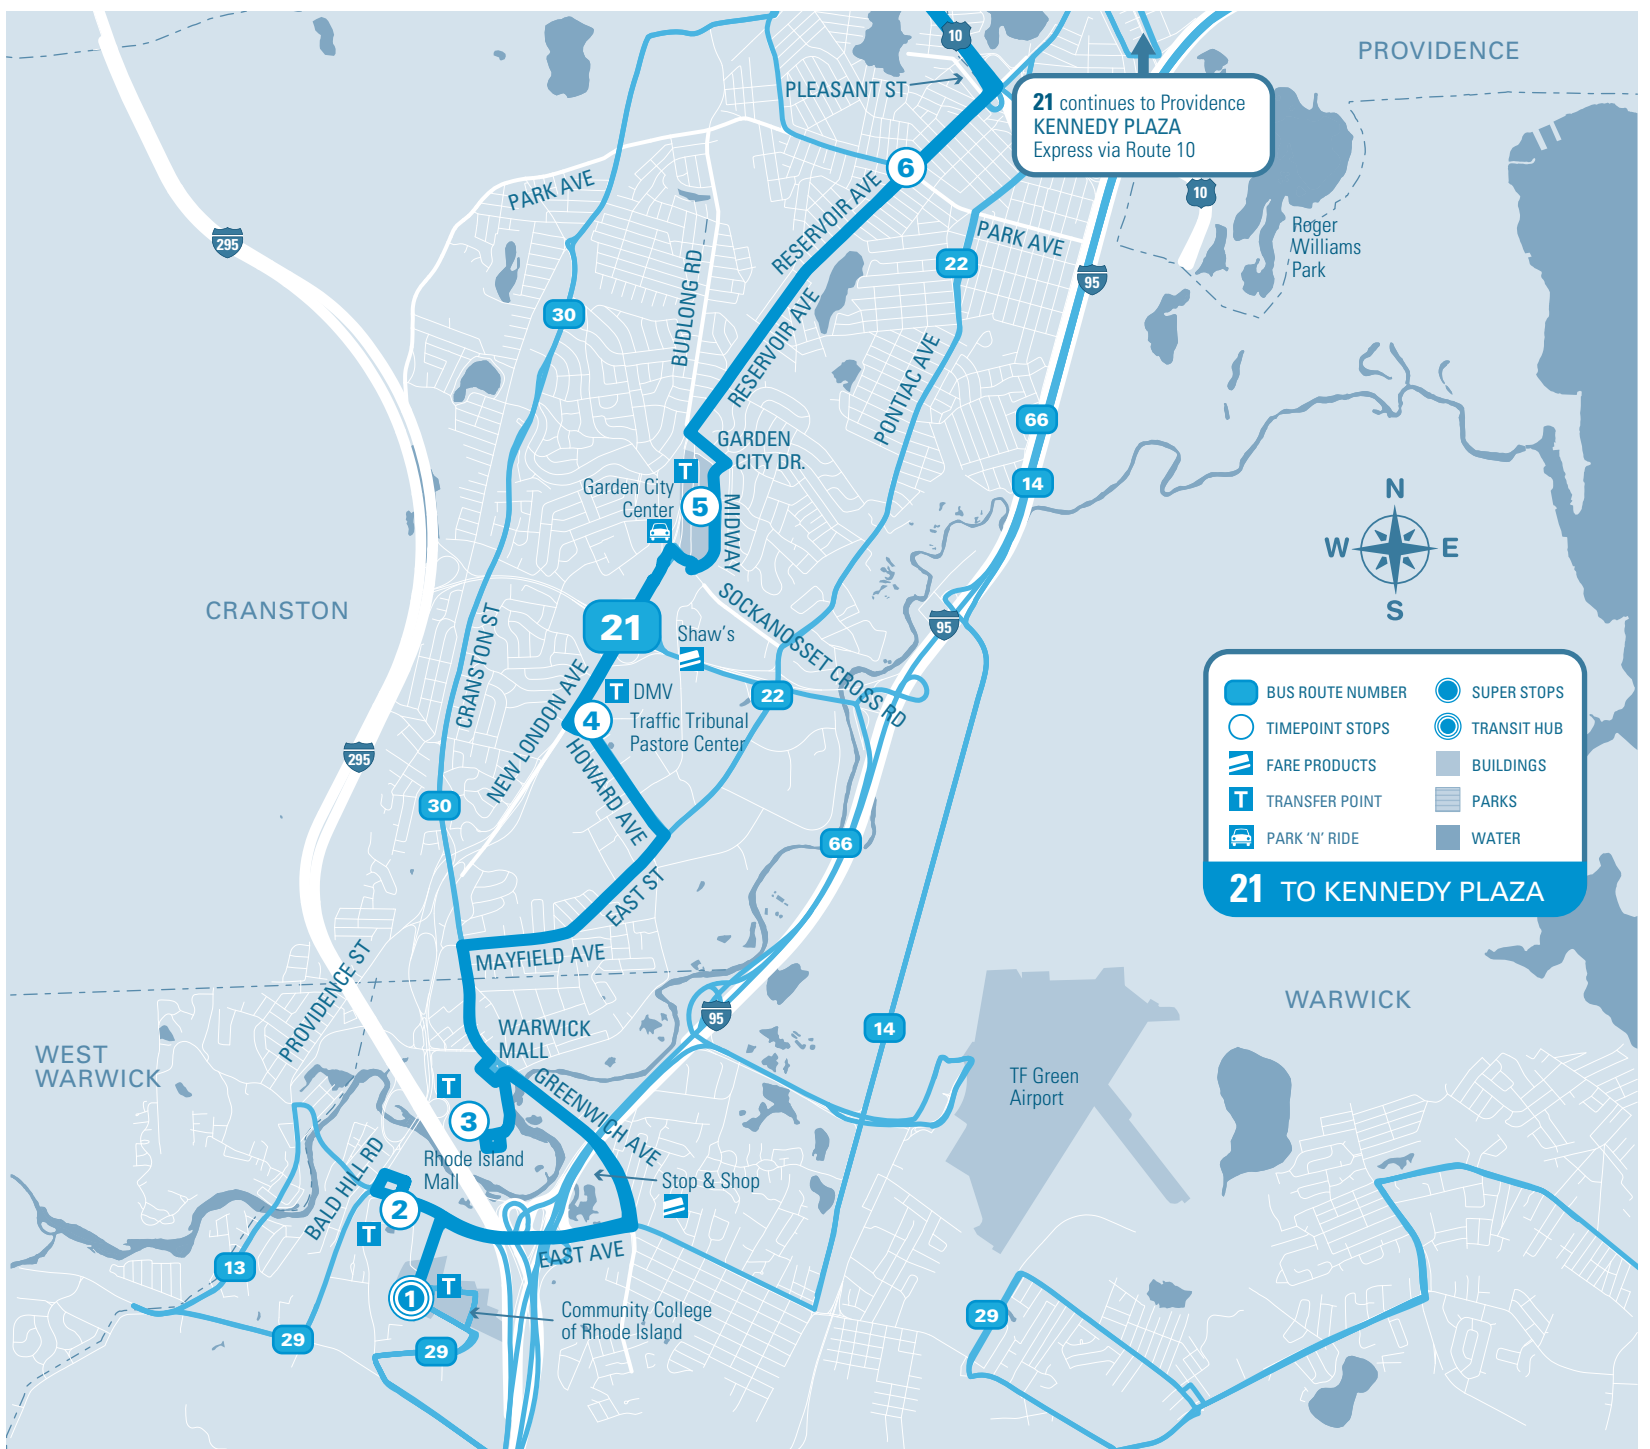 10
PROVIDENCE
PLEASANT ST
21 continues to Providence
KENNEDY PLAZA
Express via Route 10
6
PARK AVE
RESERVOIR AVE
10
295
PARK AVE
Roger
Williams
Park
BUDLONG RD
22
95
30
RESERVOIR AVE
PONTIAC AVE
66
GARDEN
CITY DR.
T
Garden City
Center
5
MIDWAY
14
N
W
E
S
CRANSTON
CRANSTON ST
21
Shaw's
SOCKANOSSET CROSS RD
95
NEW LONDON AVE
T DMV
22
4
Traffic Tribunal
Pastore Center
HOWARD AVE
295
30
66
BUS ROUTE NUMBER
TIMEPOINT STOPS
FARE PRODUCTS
T TRANSFER POINT
PARK 'N' RIDE
SUPER STOPS
TRANSIT HUB
BUILDINGS
PARKS
WATER
21 TO KENNEDY PLAZA
EAST ST
MAYFIELD AVE
PROVIDENCE ST
95
WARWICK
WARWICK
MALL
14
WEST
WARWICK
T
GREENWICH AVE
TF Green
Airport
3
Rhode Island
Mall
BALD HILL RD
Stop & Shop
2
T
EAST AVE
13
T
1
Community College
of Rhode Island
29
29
29